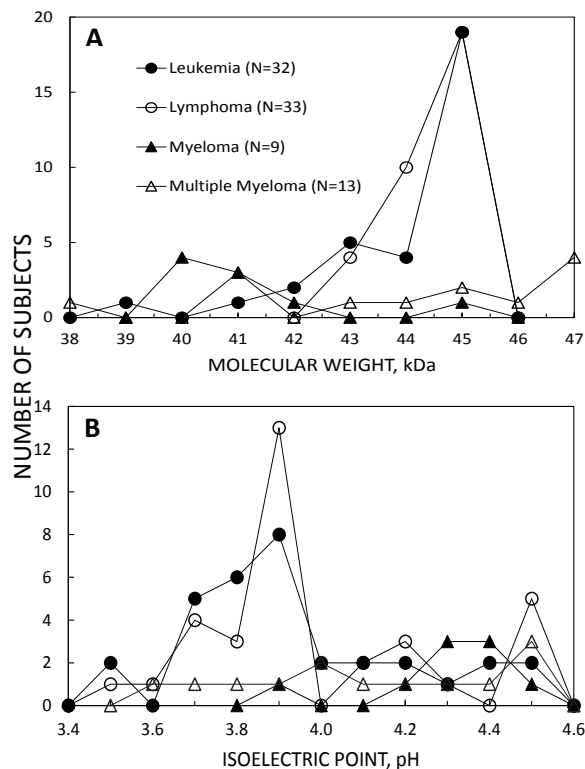 20
A
Leukemia (N=32)
15
Lymphoma (N=33)
Myeloma (N=9)
10
Multiple Myeloma (N=13)
5
0
38 39 40 41 42 43 44 45 46 47
MOLECULAR WEIGHT, kDa
NUMBER OF SUBJECTS
14
B
12
10
8
6
4
2
0
3.4 3.6 3.8 4.0 4.2 4.4 4.6
ISOELECTRIC POINT, pH